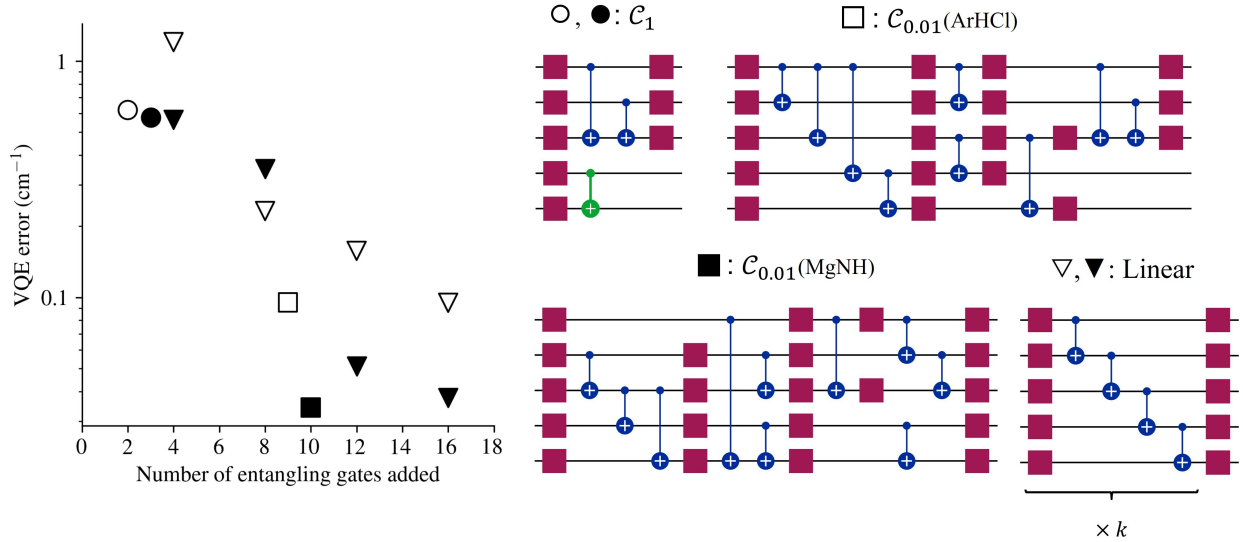 VQE error (cm⁻¹)
1
0.1
0 2 4 6 8 10 12 14 16 18
Number of entangling gates added
○, ●: 𝒞₁
□: 𝒞₀.₀₁(ArHCl)
■: 𝒞₀.₀₁(MgNH)
▽,▼: Linear
× k